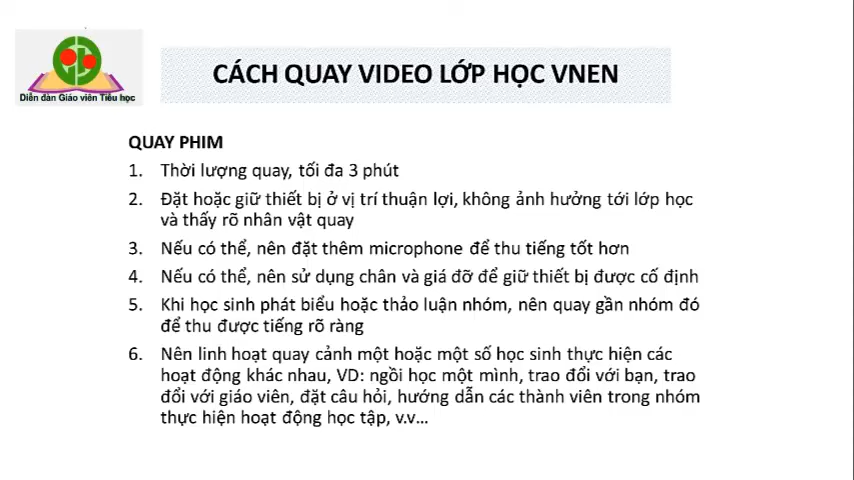 Diễn đàn Giáo viên Tiểu học
CÁCH QUAY VIDEO LỚP HỌC VNEN
QUAY PHIM
1. Thời lượng quay, tối đa 3 phút
2. Đặt hoặc giữ thiết bị ở vị trí thuận lợi, không ảnh hưởng tới lớp học
và thấy rõ nhân vật quay
3. Nếu có thể, nên đặt thêm microphone để thu tiếng tốt hơn
4. Nếu có thể, nên sử dụng chân và giá đỡ để giữ thiết bị được cố định
5. Khi học sinh phát biểu hoặc thảo luận nhóm, nên quay gần nhóm đó
để thu được tiếng rõ ràng
6. Nên linh hoạt quay cảnh một hoặc một số học sinh thực hiện các
hoạt động khác nhau, VD: ngồi học một mình, trao đổi với bạn, trao
đổi với giáo viên, đặt câu hỏi, hướng dẫn các thành viên trong nhóm
thực hiện hoạt động học tập, v.v...